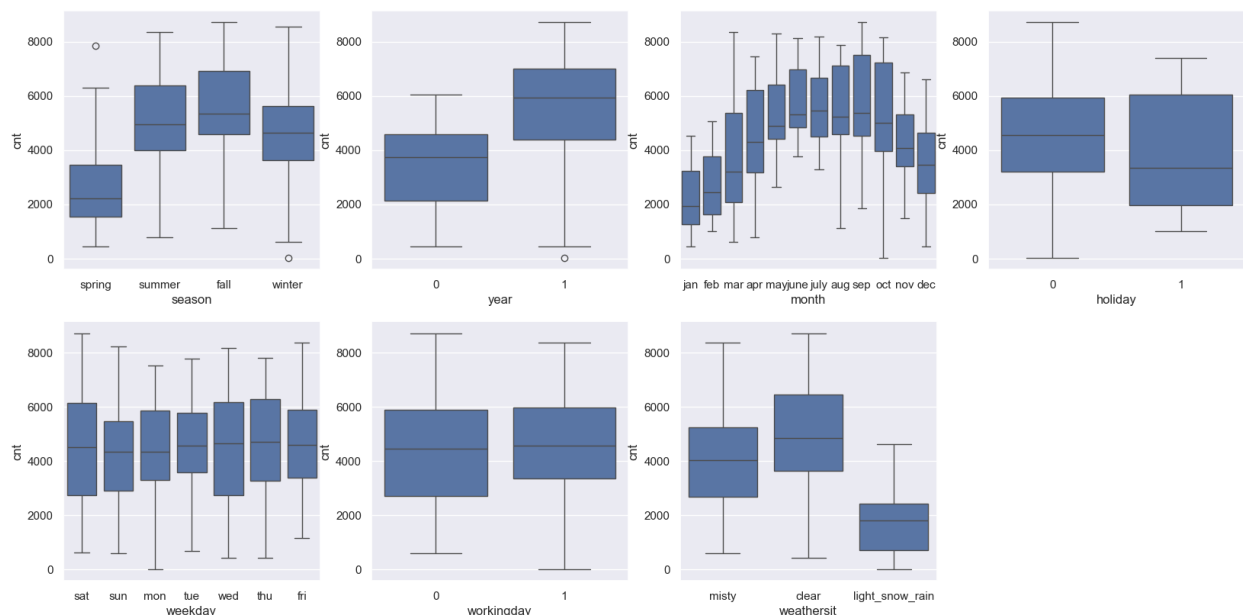 cnt
8000
6000
4000
2000
0
spring summer fall winter
season
cnt
8000
6000
4000
2000
0
0 1
year
cnt
8000
6000
4000
2000
0
jan feb mar apr may june july aug sep oct nov dec
month
cnt
8000
6000
4000
2000
0
0 1
holiday
cnt
8000
6000
4000
2000
0
sat sun mon tue wed thu fri
weekday
cnt
8000
6000
4000
2000
0
0 1
workingday
cnt
8000
6000
4000
2000
0
misty clear light_snow_rain
weathersit